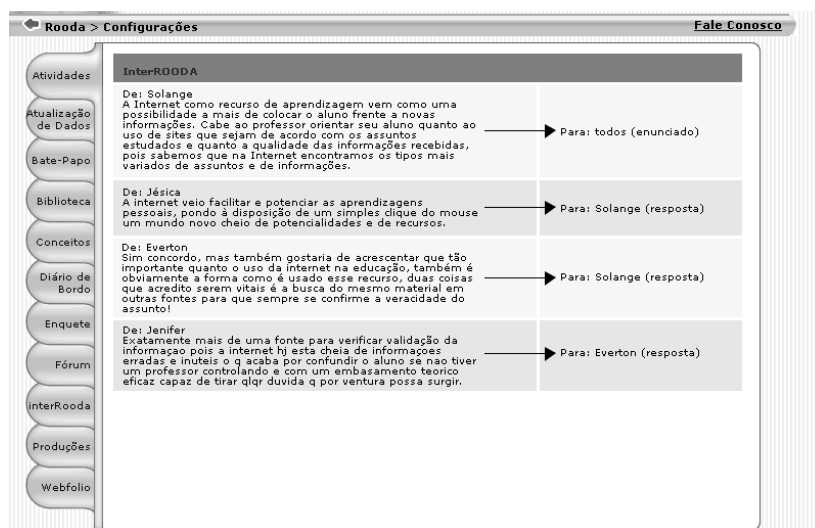 Rooda > Configurações
Fale Conosco
Atividades
Atualização
de Dados
Bate-Papo
Biblioteca
Conceitos
Diário de
Bordo
Enquete
Fórum
interRooda
Produções
Webfolio
InterROODA
De: Solange
A Internet como recurso de aprendizagem vem como uma
possibilidade a mais de colocar o aluno frente a novas
informações. Cabe ao professor orientar seu aluno quanto ao
uso de sites que sejam de acordo com os assuntos
estudados e quanto a qualidade das informações recebidas,
pois sabemos que na Internet encontramos os tipos mais
variados de assuntos e de informações.
Para: todos (enunciado)
De: Jésica
A internet veio facilitar e potenciar as aprendizagens
pessoais, pondo à disposição de um simples clique do mouse
um mundo novo cheio de potencialidades e de recursos.
Para: Solange (resposta)
De: Everton
Sim concordo, mas também gostaria de acrescentar que tão
importante quanto o uso da internet na educação, também é
obviamente a forma como é usado esse recurso, duas coisas
que acredito serem vitais é a busca do mesmo material em
outras fontes para que sempre se confirme a veracidade do
assunto!
Para: Solange (resposta)
De: Jenifer
Exatamente mais de uma fonte para verificar validação da
informaçao pois a internet hj esta cheia de informaçoes
erradas e inuteis o q acaba por confundir o aluno se nao tiver
um professor controlando e com um embasamento teorico
eficaz capaz de tirar qlqr duvida q por ventura possa surgir.
Para: Everton (resposta)